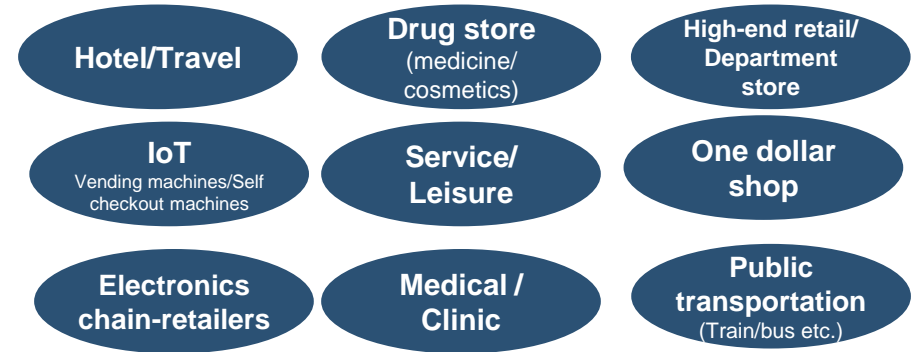 Hotel/Travel
Drug store
(medicine/
cosmetics)
High-end retail/
Department
store
IoT
Vending machines/Self
checkout machines
Service/
Leisure
One dollar
shop
Electronics
chain-retailers
Medical /
Clinic
Public
transportation
(Train/bus etc.)